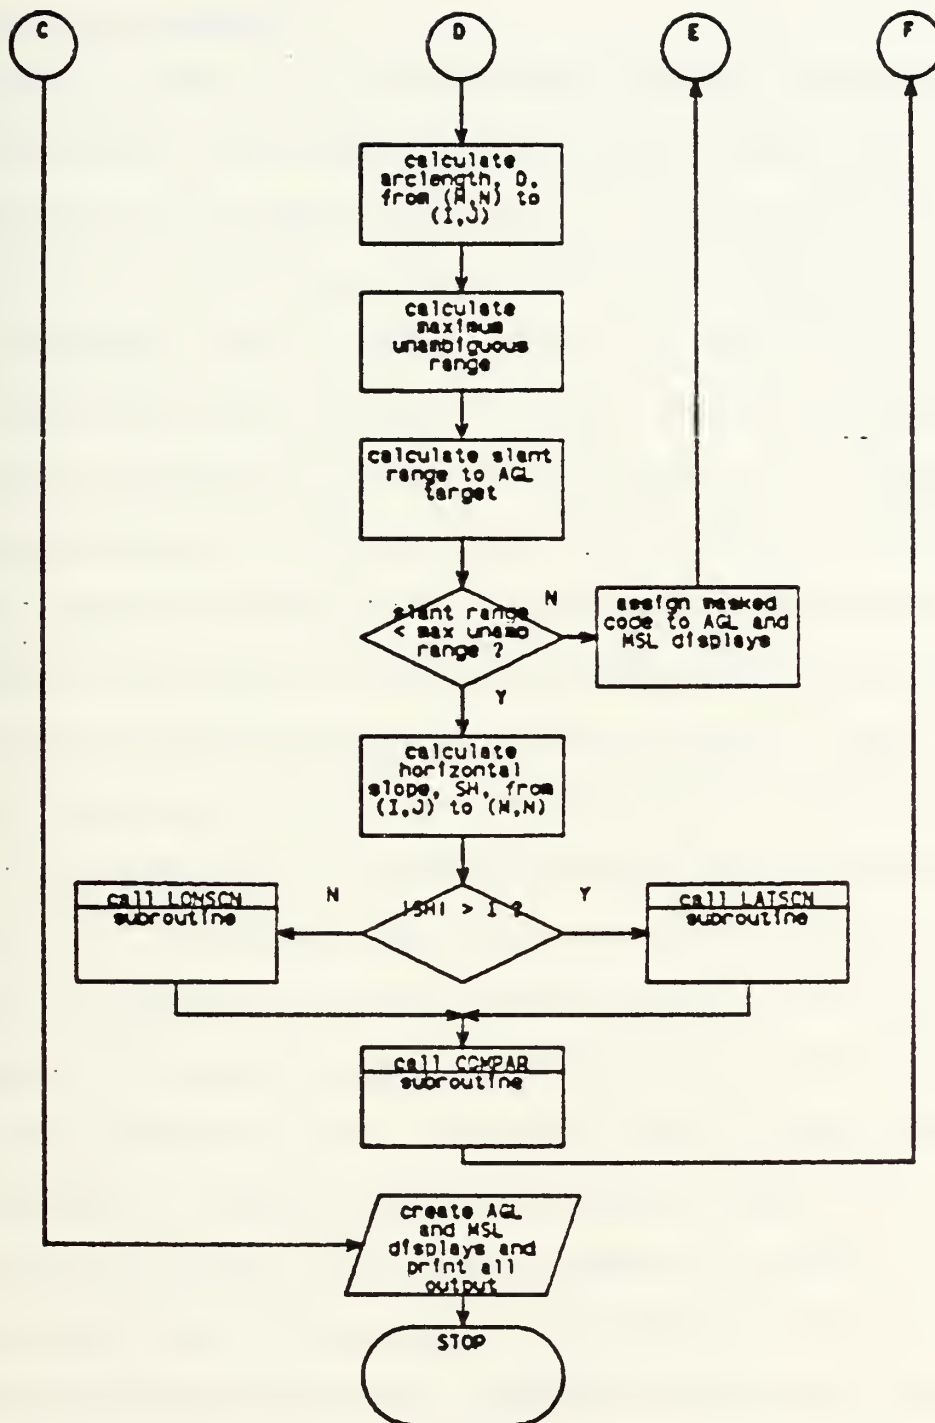 C
D
E
F
calculate
arclength, D,
from (M,N) to
(I,J)
calculate
maximum
unambiguous
range
calculate slant
range to AGL
target
slant range
< max unamb
range ?
N
assign masked
code to AGL and
MSL displays
Y
calculate
horizontal
slope, SH, from
(I,J) to (M,N)
call LONSCN
subroutine
N
|SH| > 1 ?
Y
call LATSCN
subroutine
call COMPAR
subroutine
create AGL
and MSL
displays and
print all
output
STOP